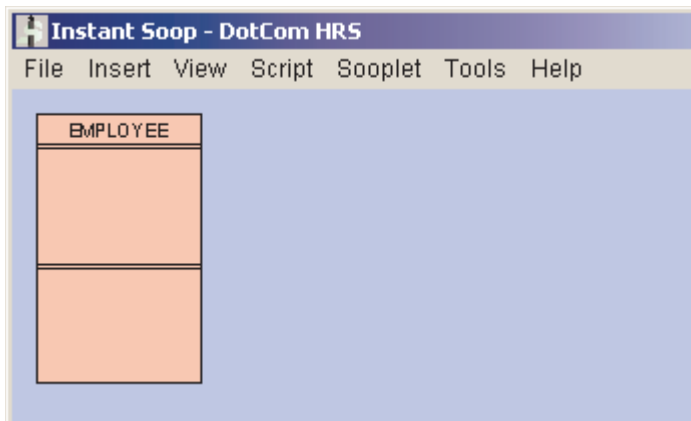 Instant Soop - DotCom HRS
File Insert View Script Sooplet Tools Help
EMPLOYEE